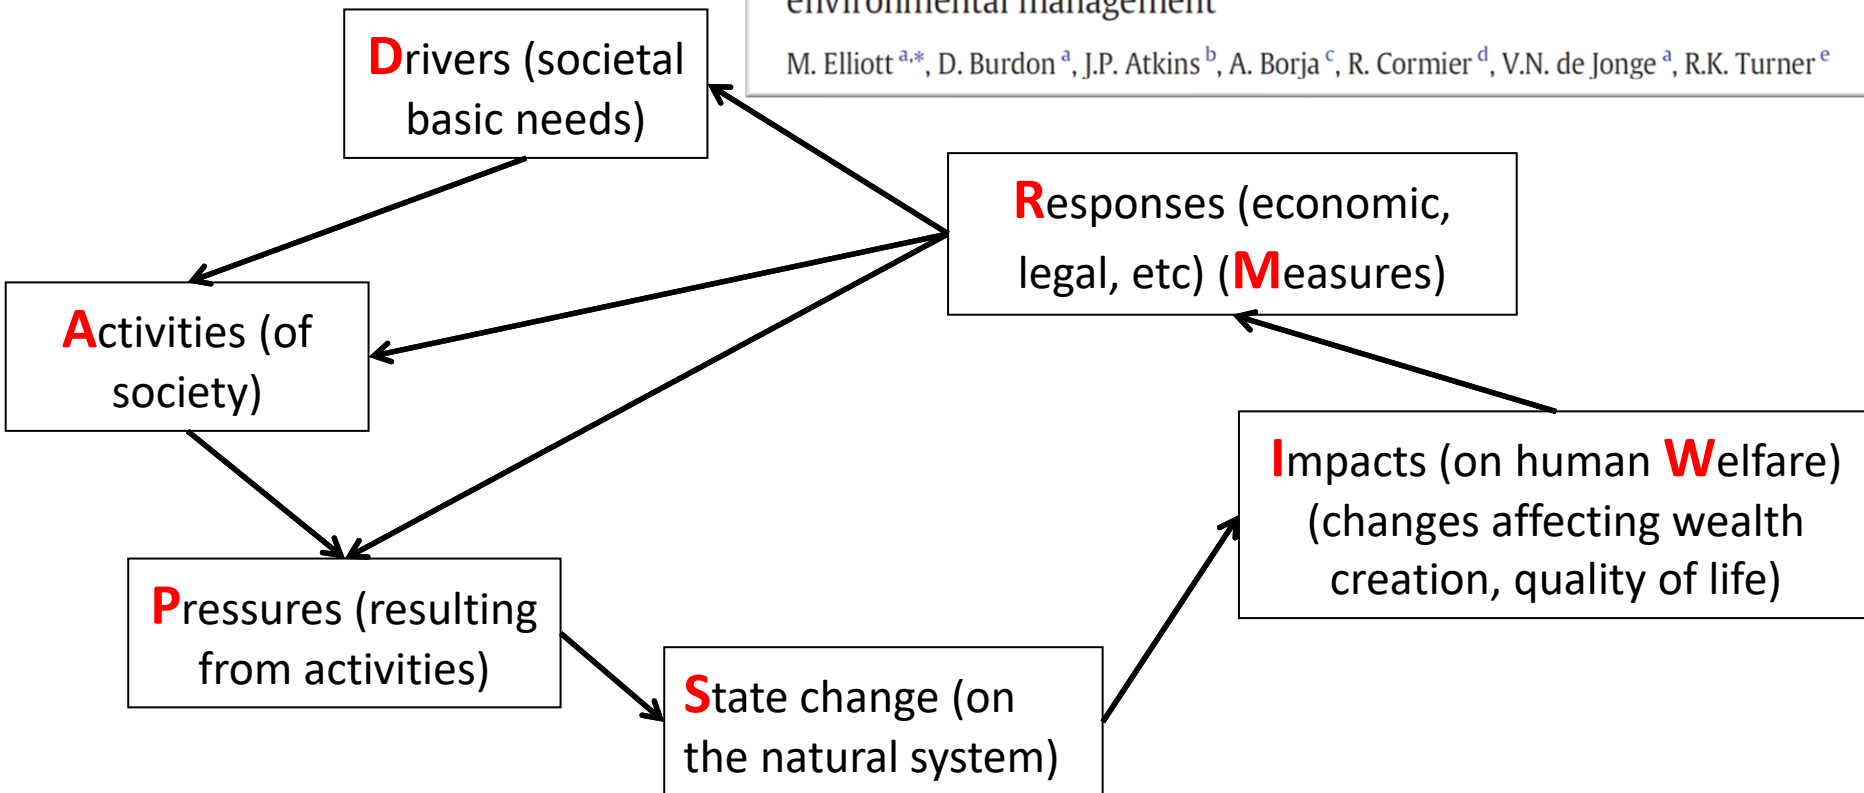 environmental management
M. Elliott a,*, D. Burdon a, J.P. Atkins b, A. Borja c, R. Cormier d, V.N. de Jonge a, R.K. Turner e
Drivers (societal
basic needs)
Responses (economic,
legal, etc) (Measures)
Activities (of
society)
Impacts (on human Welfare)
(changes affecting wealth
creation, quality of life)
Pressures (resulting
from activities)
State change (on
the natural system)